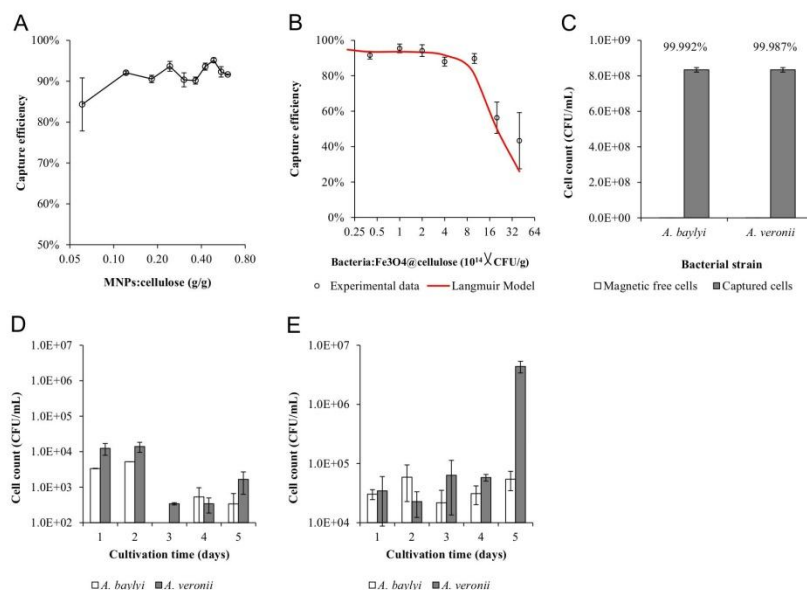 A
100%
90%
80%
70%
60%
50%
Capture efficiency
0.05 0.10 0.20 0.40 0.80
MNPs:cellulose (g/g)
B
100%
80%
60%
40%
20%
0%
Capture efficiency
0.25 0.5 1 2 4 8 16 32 64
Bacteria:Fe3O4@cellulose (10¹⁴╳ CFU/g)
Experimental data Langmuir Model
C
99.992% 99.987%
1.0E+09
8.0E+08
6.0E+08
4.0E+08
2.0E+08
0.0E+00
Cell count (CFU/mL)
A. baylyi A. veronii
Bacterial strain
Magnetic free cells Captured cells
D
1.0E+07
1.0E+06
1.0E+05
1.0E+04
1.0E+03
1.0E+02
Cell count (CFU/mL)
1 2 3 4 5
Cultivation time (days)
A. baylyi A. veronii
E
1.0E+07
1.0E+06
1.0E+05
1.0E+04
Cell count (CFU/mL)
1 2 3 4 5
Cultivation time (days)
A. baylyi A. veronii